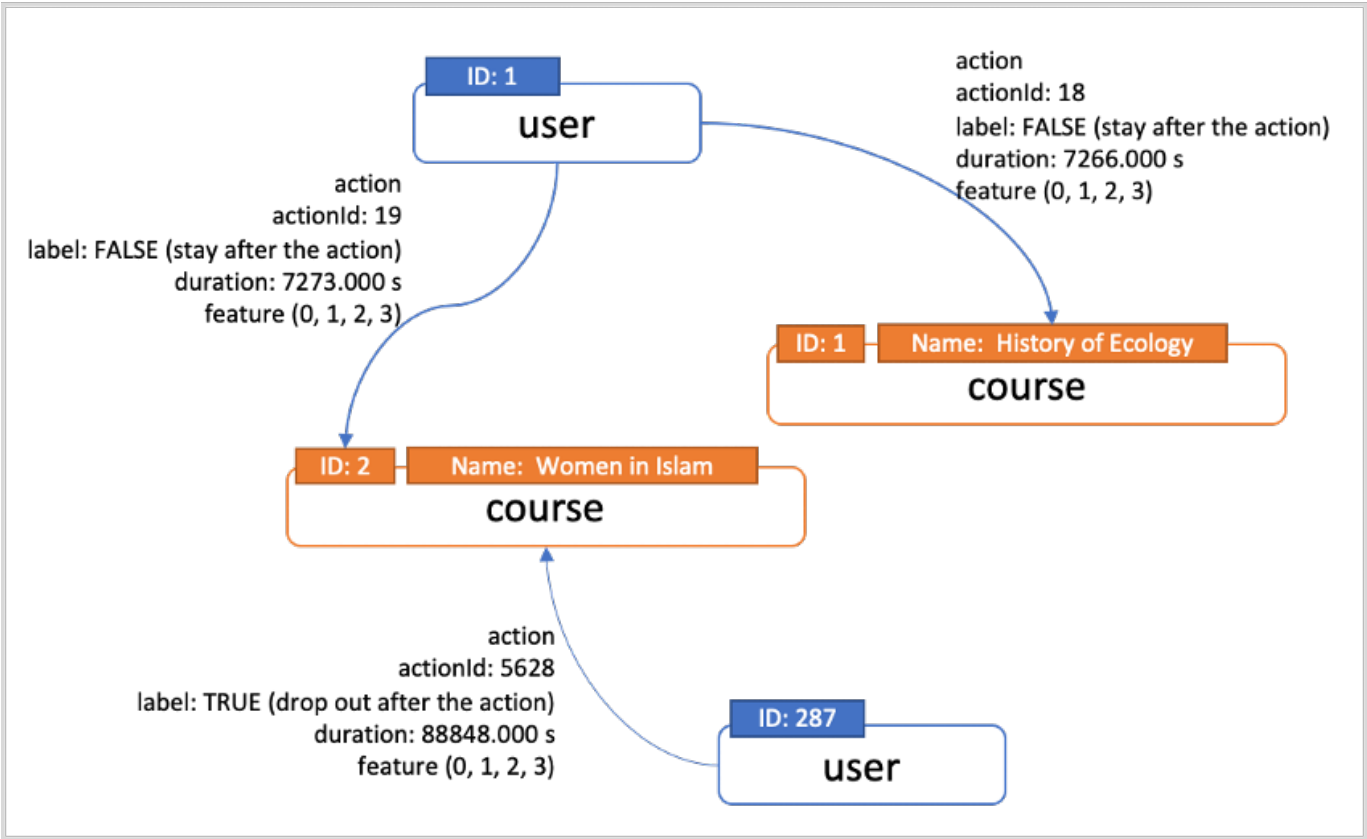 ID: 1
user
action
actionId: 18
label: FALSE (stay after the action)
duration: 7266.000 s
feature (0, 1, 2, 3)
action
actionId: 19
label: FALSE (stay after the action)
duration: 7273.000 s
feature (0, 1, 2, 3)
ID: 1
Name: History of Ecology
course
ID: 2
Name: Women in Islam
course
action
actionId: 5628
label: TRUE (drop out after the action)
duration: 88848.000 s
feature (0, 1, 2, 3)
ID: 287
user